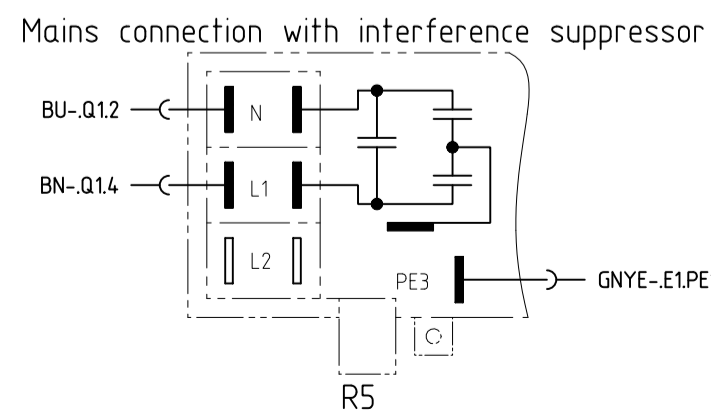 Mains connection with interference suppressor
BU-.Q1.2
N
BN-.Q1.4
L1
L2
PE3
GNYE-.E1.PE
R5